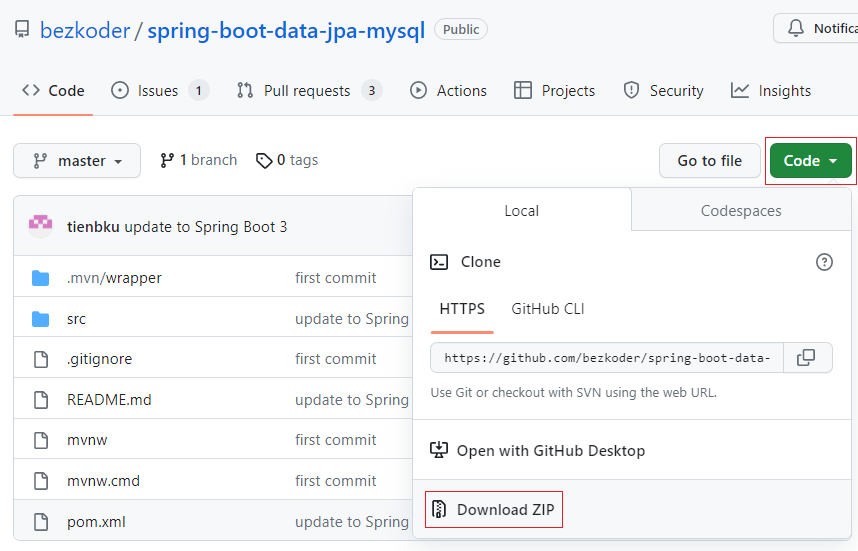 bezkoder / spring-boot-data-jpa-mysql Public
Code Issues 1 Pull requests 3 Actions Projects Security Insights
master 1 branch 0 tags Go to file Code
tienbku update to Spring Boot 3
.mvn/wrapper first commit
src update to Spring
.gitignore first commit
README.md update to Spring
mvnw first commit
mvnw.cmd first commit
pom.xml update to Spring
Local Codespaces
Clone
HTTPS GitHub CLI
https://github.com/bezkoder/spring-boot-data-
Use Git or checkout with SVN using the web URL.
Open with GitHub Desktop
Download ZIP